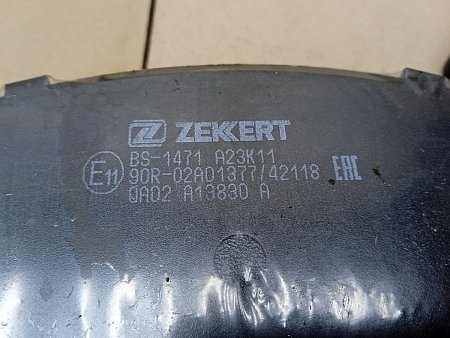 ZEKKERT
BS-1471 A23K11
E11 90R-02A01377/42118 EAC
QA02 A13830 A